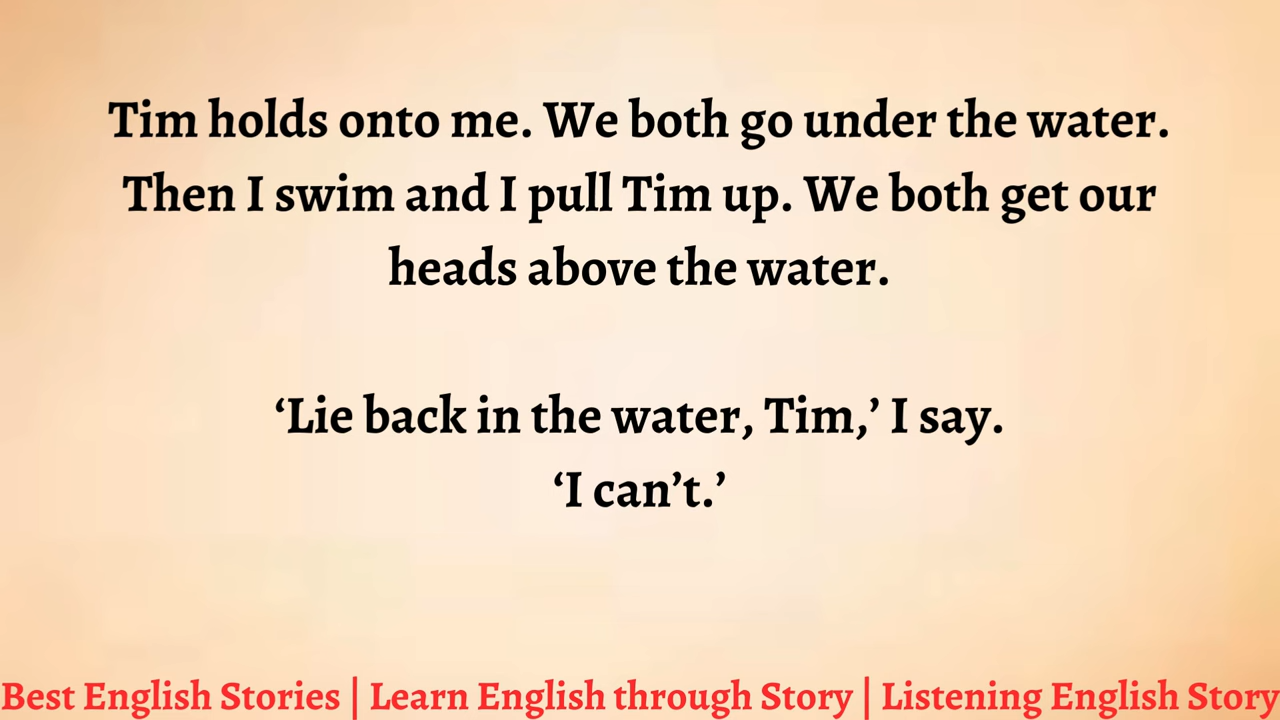 Tim holds onto me. We both go under the water.
Then I swim and I pull Tim up. We both get our
heads above the water.
‘Lie back in the water, Tim,’ I say.
‘I can’t.’
Best English Stories | Learn English through Story | Listening English Story